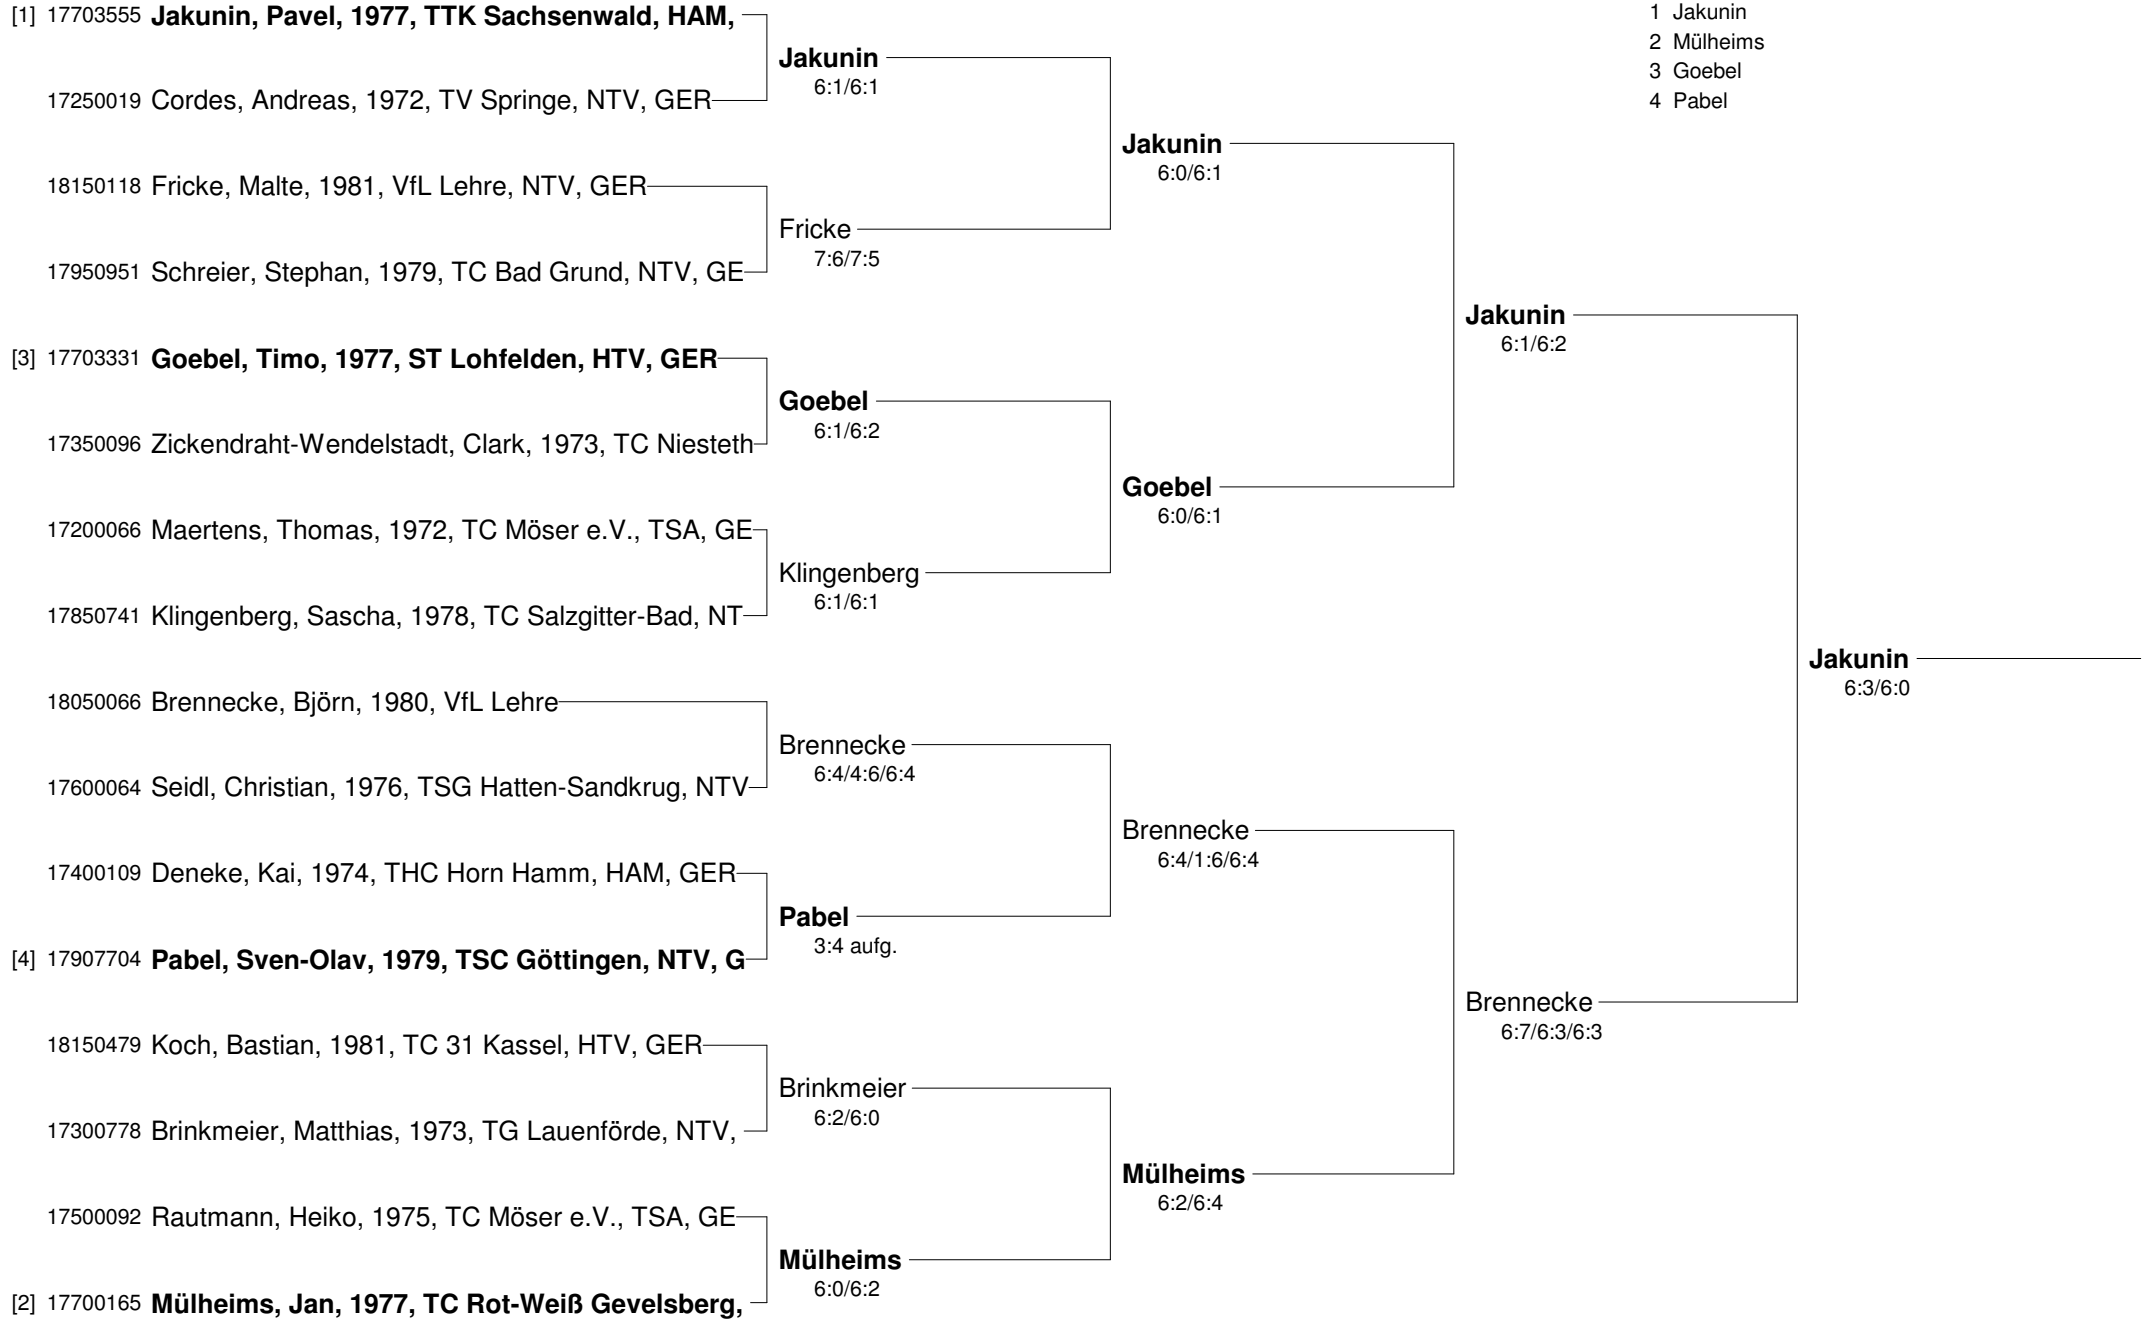 [1] 17703555 Jakunin, Pavel, 1977, TTK Sachsenwald, HAM,
1 Jakunin
2 Mülheims
3 Goebel
4 Pabel
Jakunin
6:1/6:1
17250019 Cordes, Andreas, 1972, TV Springe, NTV, GER
Jakunin
6:0/6:1
18150118 Fricke, Malte, 1981, VfL Lehre, NTV, GER
Fricke
7:6/7:5
17950951 Schreier, Stephan, 1979, TC Bad Grund, NTV, GE
Jakunin
6:1/6:2
[3] 17703331 Goebel, Timo, 1977, ST Lohfelden, HTV, GER
Goebel
6:1/6:2
17350096 Zickendraht-Wendelstadt, Clark, 1973, TC Niesteth
Goebel
6:0/6:1
17200066 Maertens, Thomas, 1972, TC Möser e.V., TSA, GE
Klingenberg
6:1/6:1
17850741 Klingenberg, Sascha, 1978, TC Salzgitter-Bad, NT
Jakunin
6:3/6:0
18050066 Brennecke, Björn, 1980, VfL Lehre
Brennecke
6:4/4:6/6:4
17600064 Seidl, Christian, 1976, TSG Hatten-Sandkrug, NTV
Brennecke
6:4/1:6/6:4
17400109 Deneke, Kai, 1974, THC Horn Hamm, HAM, GER
Pabel
3:4 aufg.
[4] 17907704 Pabel, Sven-Olav, 1979, TSC Göttingen, NTV, G
Brennecke
6:7/6:3/6:3
18150479 Koch, Bastian, 1981, TC 31 Kassel, HTV, GER
Brinkmeier
6:2/6:0
17300778 Brinkmeier, Matthias, 1973, TG Lauenförde, NTV,
Mülheims
6:2/6:4
17500092 Rautmann, Heiko, 1975, TC Möser e.V., TSA, GE
Mülheims
6:0/6:2
[2] 17700165 Mülheims, Jan, 1977, TC Rot-Weiß Gevelsberg,